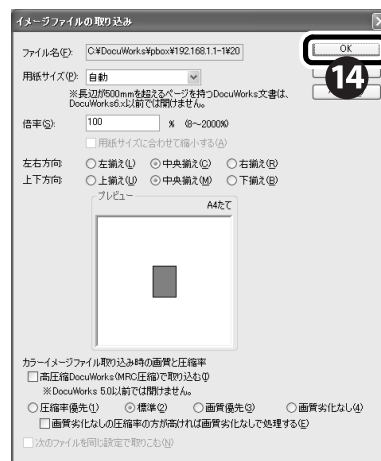 イメージファイルの取り込み
ファイル名(F): C:¥DocuWorks¥pbox¥192.168.1.1-1¥20
OK
14
用紙サイズ(P): 自動
※長辺が500mmを超えるページを持つDocuWorks文書は、
DocuWorks6.x以前では開けません。
倍率(S): 100 % (8~2000%)
用紙サイズに合わせて縮小する(A)
左右方向: 左揃え(L) 中央揃え(C) 右揃え(R)
上下方向: 上揃え(U) 中央揃え(M) 下揃え(B)
プレビュー
A4たて
カラーイメージファイル取り込み時の画質と圧縮率
高圧縮DocuWorks(MRC圧縮)で取り込む(I)
※DocuWorks 5.0以前では開けません。
圧縮率優先(1) 標準(2) 画質優先(3) 画質劣化なし(4)
画質劣化なしの圧縮率の方が高ければ画質劣化なしで処理する(E)
次のファイルを同じ設定で取りこむ(N)